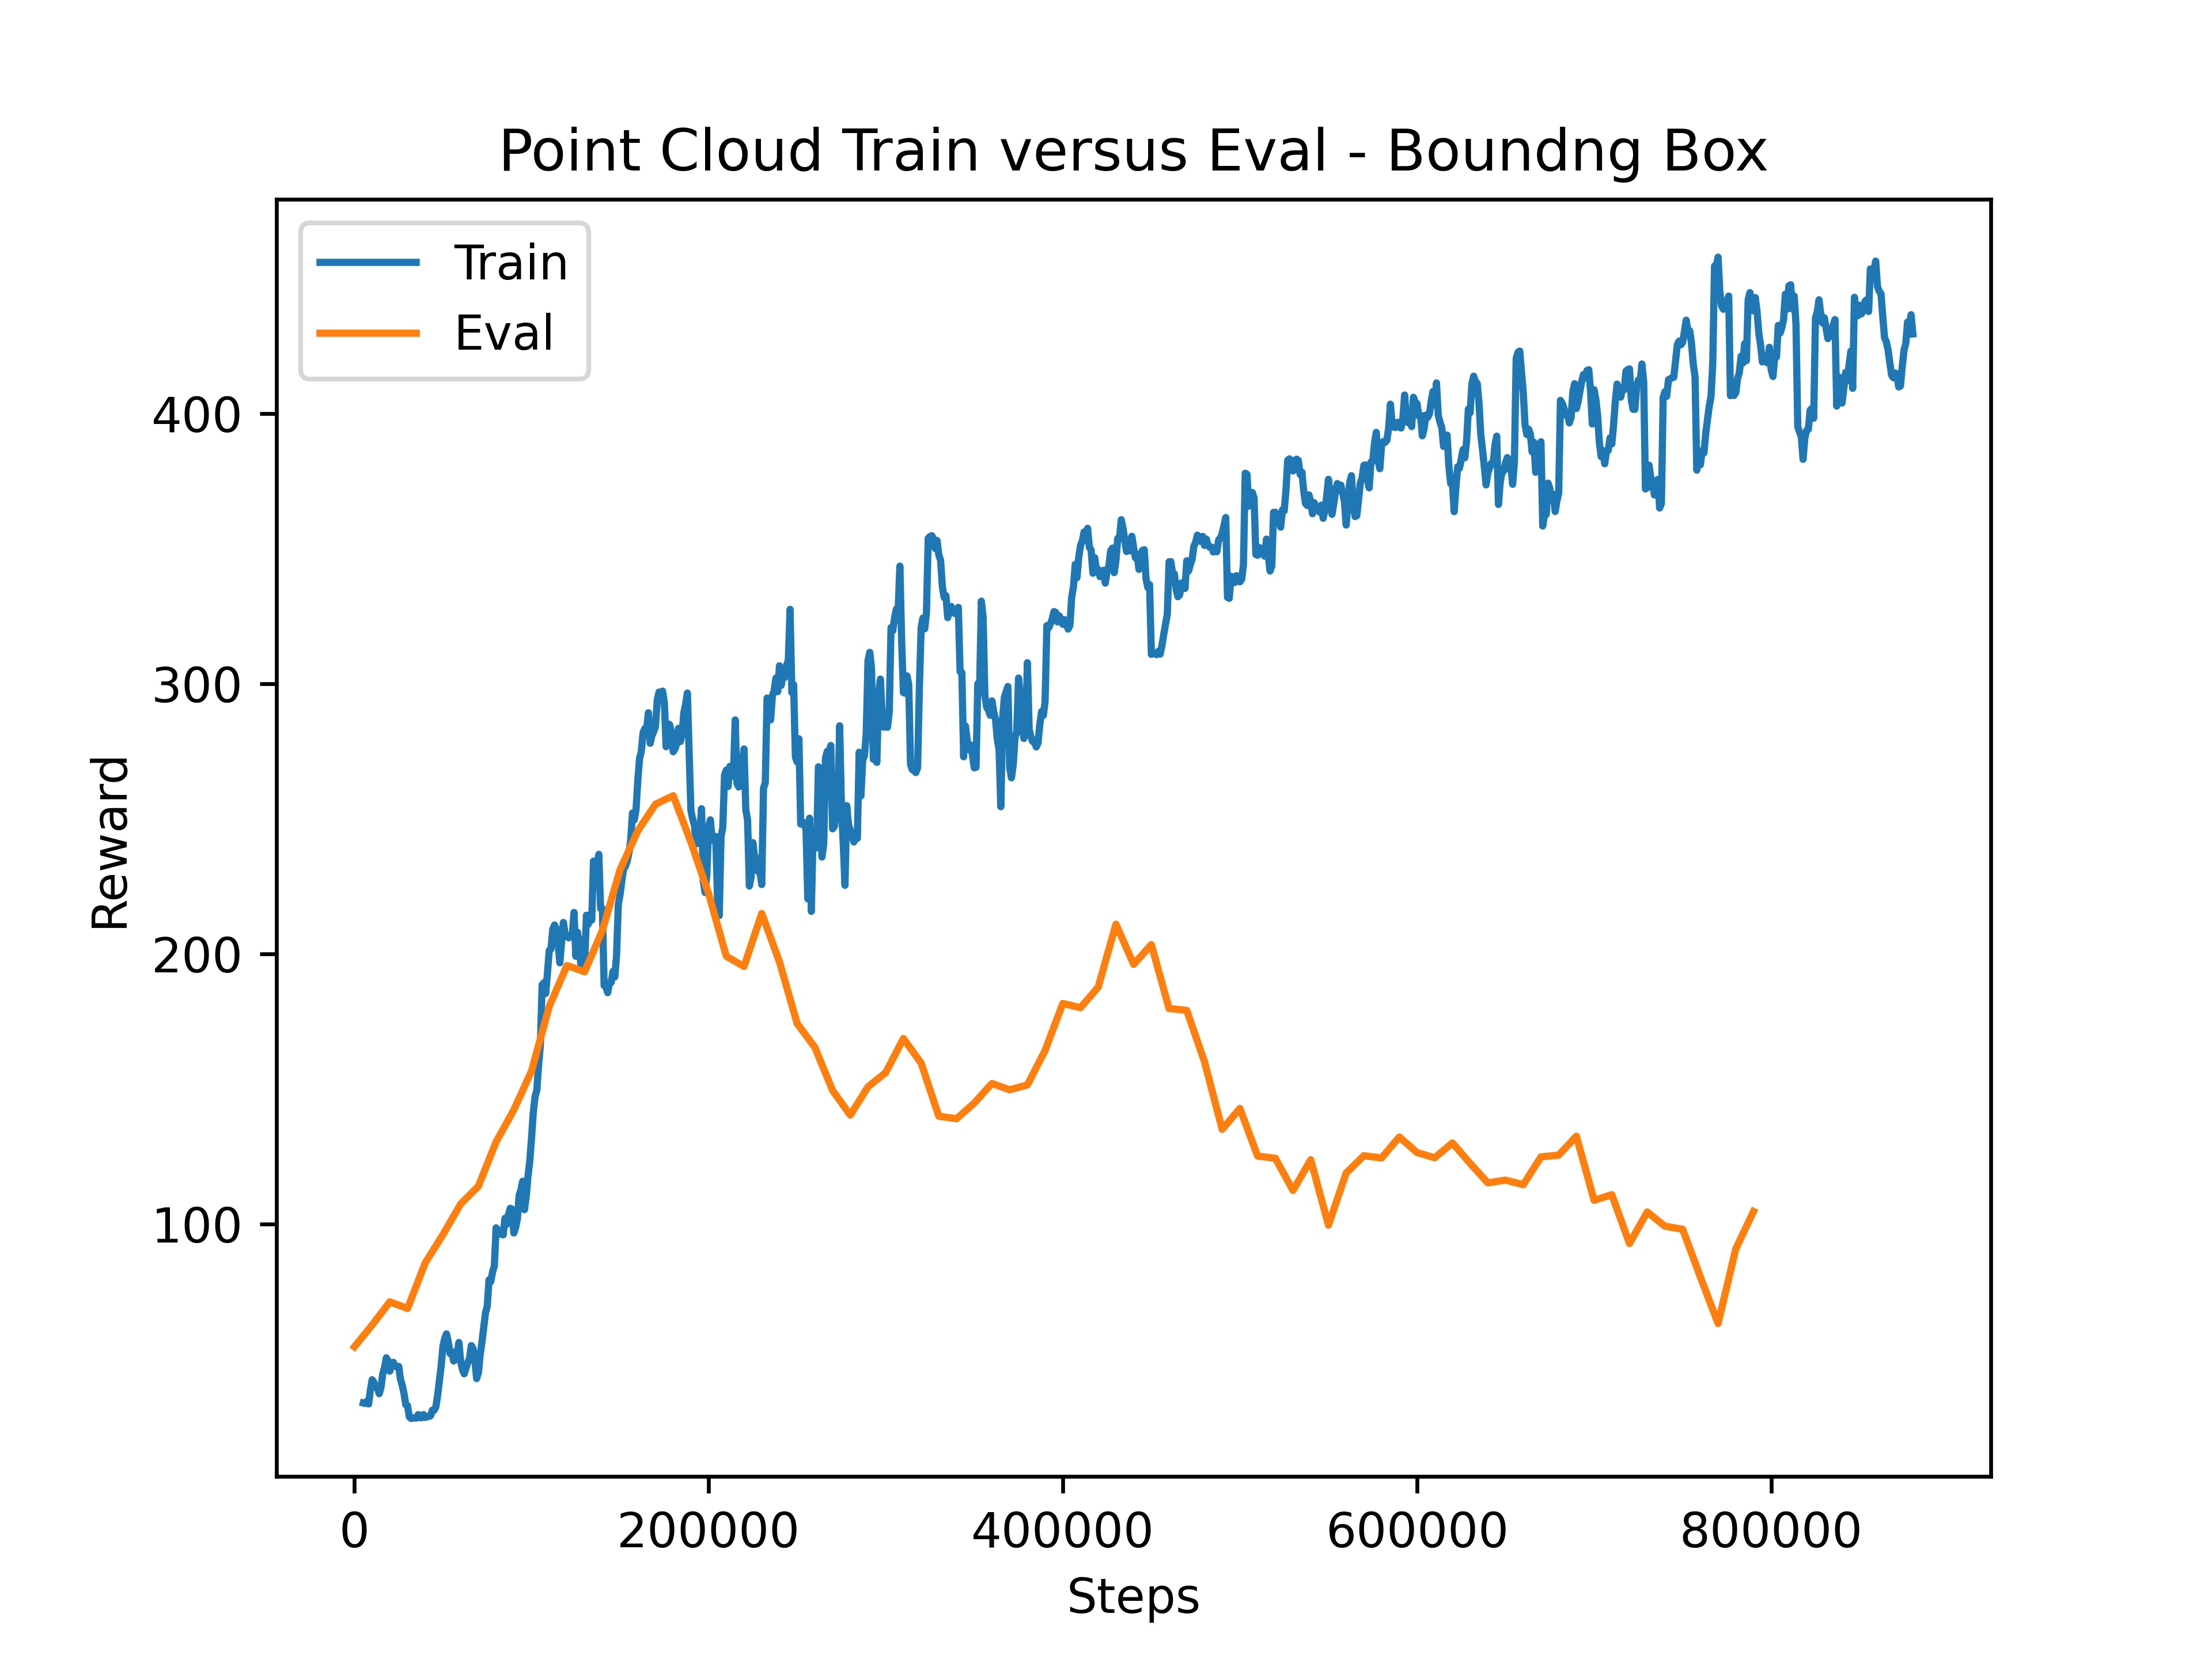 Point Cloud Train versus Eval - Boundng Box
Train
Eval
400
300
200
100
Reward
0 200000 400000 600000 800000
Steps